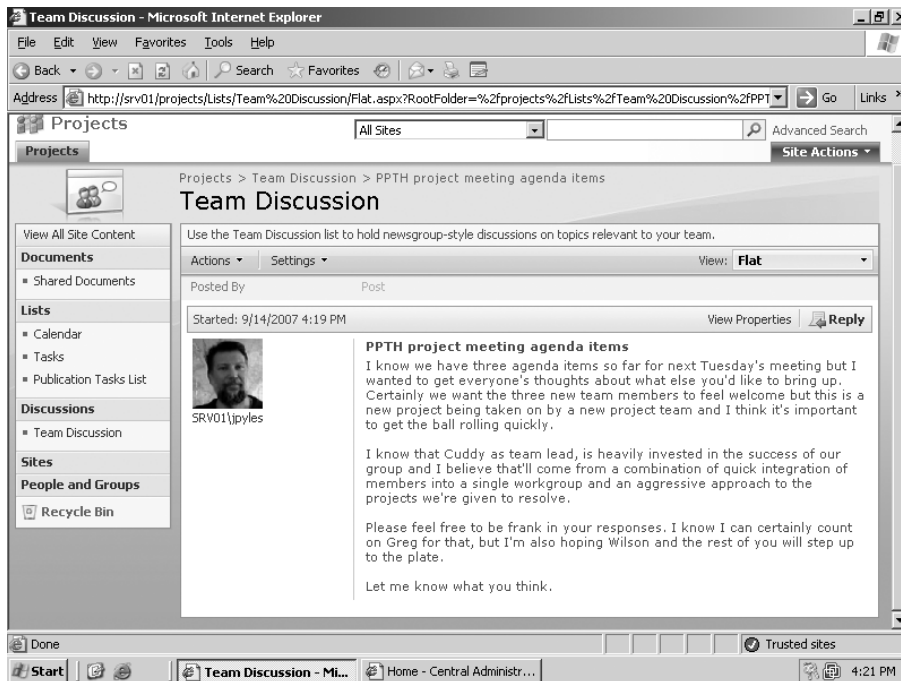 Team Discussion - Microsoft Internet Explorer
File Edit View Favorites Tools Help
Back Search Favorites
Address http://srv01/projects/Lists/Team%20Discussion/Flat.aspx?RootFolder=%2fprojects%2fLists%2fTeam%20Discussion%2fPPT Go Links
Projects All Sites Advanced Search
Projects Site Actions
Projects > Team Discussion > PPTH project meeting agenda items
Team Discussion
View All Site Content
Documents
Shared Documents
Lists
Calendar
Tasks
Publication Tasks List
Discussions
Team Discussion
Sites
People and Groups
Recycle Bin
Use the Team Discussion list to hold newsgroup-style discussions on topics relevant to your team.
Actions Settings View: Flat
Posted By Post
Started: 9/14/2007 4:19 PM View Properties Reply
SRV01\jpyles
PPTH project meeting agenda items
I know we have three agenda items so far for next Tuesday's meeting but I
wanted to get everyone's thoughts about what else you'd like to bring up.
Certainly we want the three new team members to feel welcome but this is a
new project being taken on by a new project team and I think it's important
to get the ball rolling quickly.
I know that Cuddy as team lead, is heavily invested in the success of our
group and I believe that'll come from a combination of quick integration of
members into a single workgroup and an aggressive approach to the
projects we're given to resolve.
Please feel free to be frank in your responses. I know I can certainly count
on Greg for that, but I'm also hoping Wilson and the rest of you will step up
to the plate.
Let me know what you think.
Done Trusted sites
Start Team Discussion - Mi... Home - Central Administr... 4:21 PM